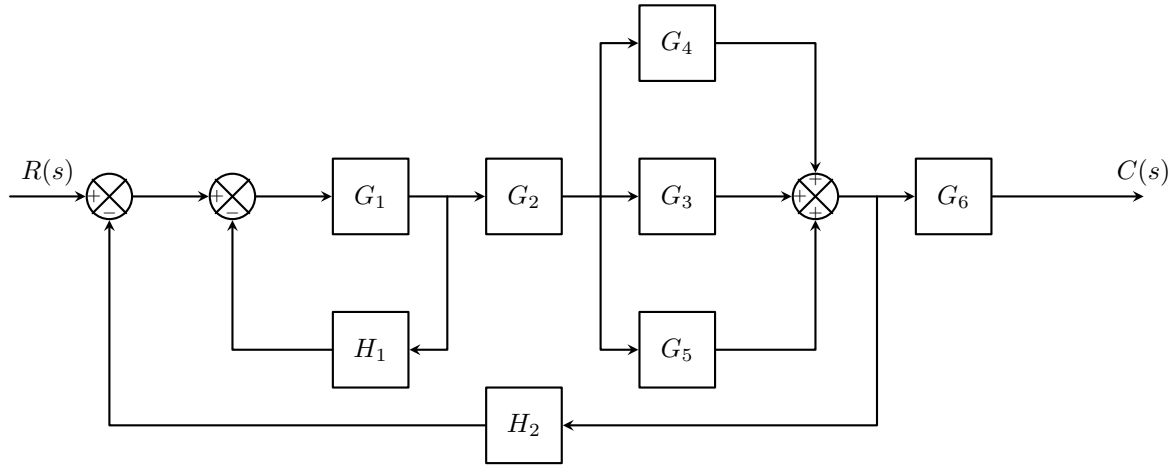 G₄
R(s)
C(s)
+
+
+
G₁
G₂
G₃
+
G₆
−
−
+
H₁
G₅
H₂